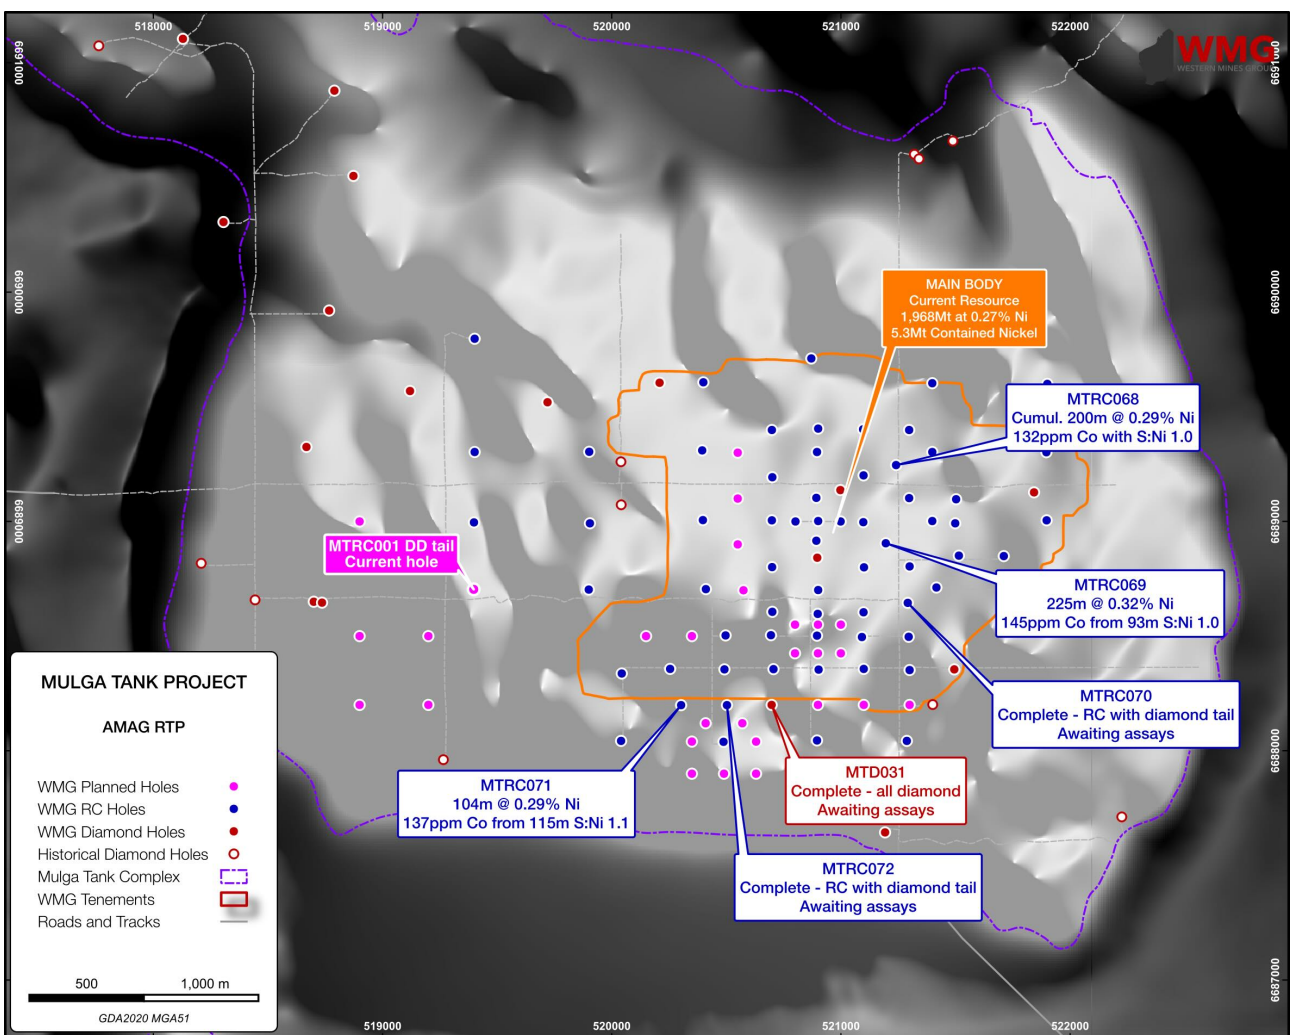 518000
519000
520000
521000
522000
6691000
6691000
WMG
WESTERN MINES GROUP
6690000
6690000
MAIN BODY
Current Resource
1,968Mt at 0.27% Ni
5.3Mt Contained Nickel
MTRC068
Cumul. 200m @ 0.29% Ni
132ppm Co with S:Ni 1.0
6689000
6689000
MTRC001 DD tail
Current hole
MTRC069
225m @ 0.32% Ni
145ppm Co from 93m S:Ni 1.0
MTRC070
Complete - RC with diamond tail
Awaiting assays
6688000
MTRC071
104m @ 0.29% Ni
137ppm Co from 115m S:Ni 1.1
MTD031
Complete - all diamond
Awaiting assays
MTRC072
Complete - RC with diamond tail
Awaiting assays
MULGA TANK PROJECT
AMAG RTP
WMG Planned Holes
WMG RC Holes
WMG Diamond Holes
Historical Diamond Holes
Mulga Tank Complex
WMG Tenements
Roads and Tracks
500
1,000 m
GDA2020 MGA51
6687000
519000
520000
521000
522000